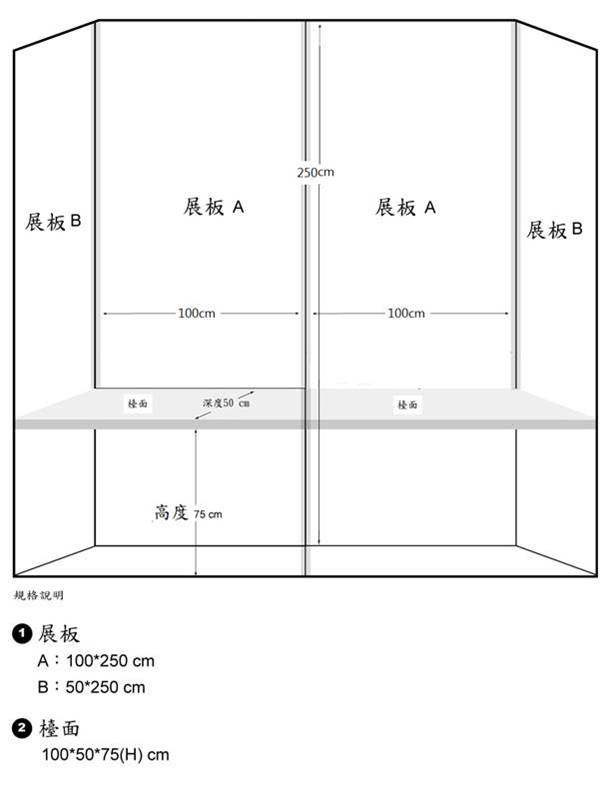 250cm
展板 A
展板 A
展板 B
展板 B
100cm
100cm
檯面
深度50 cm
檯面
高度 75 cm
規格說明
1 展板
A：100*250 cm
B：50*250 cm
2 檯面
100*50*75(H) cm